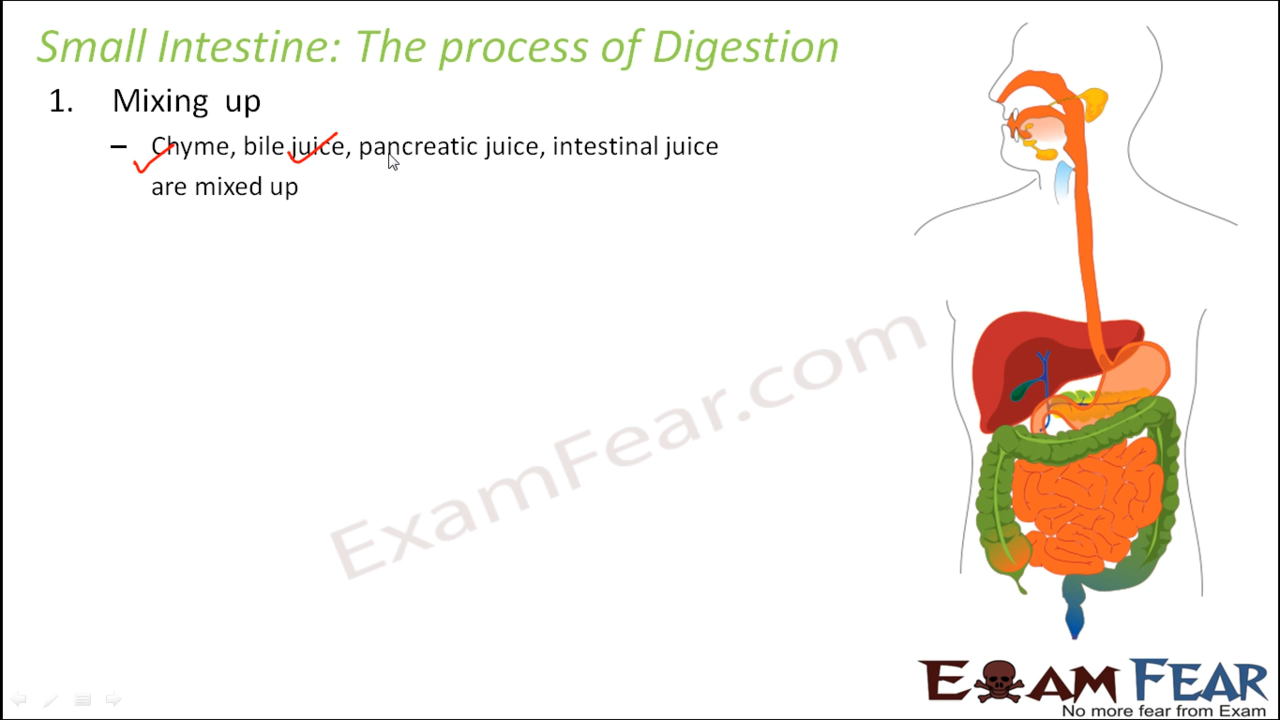 Small Intestine: The process of Digestion
1. Mixing up
– Chyme, bile juice, pancreatic juice, intestinal juice
are mixed up
ExamFear.com
EXAM FEAR
No more fear from Exam